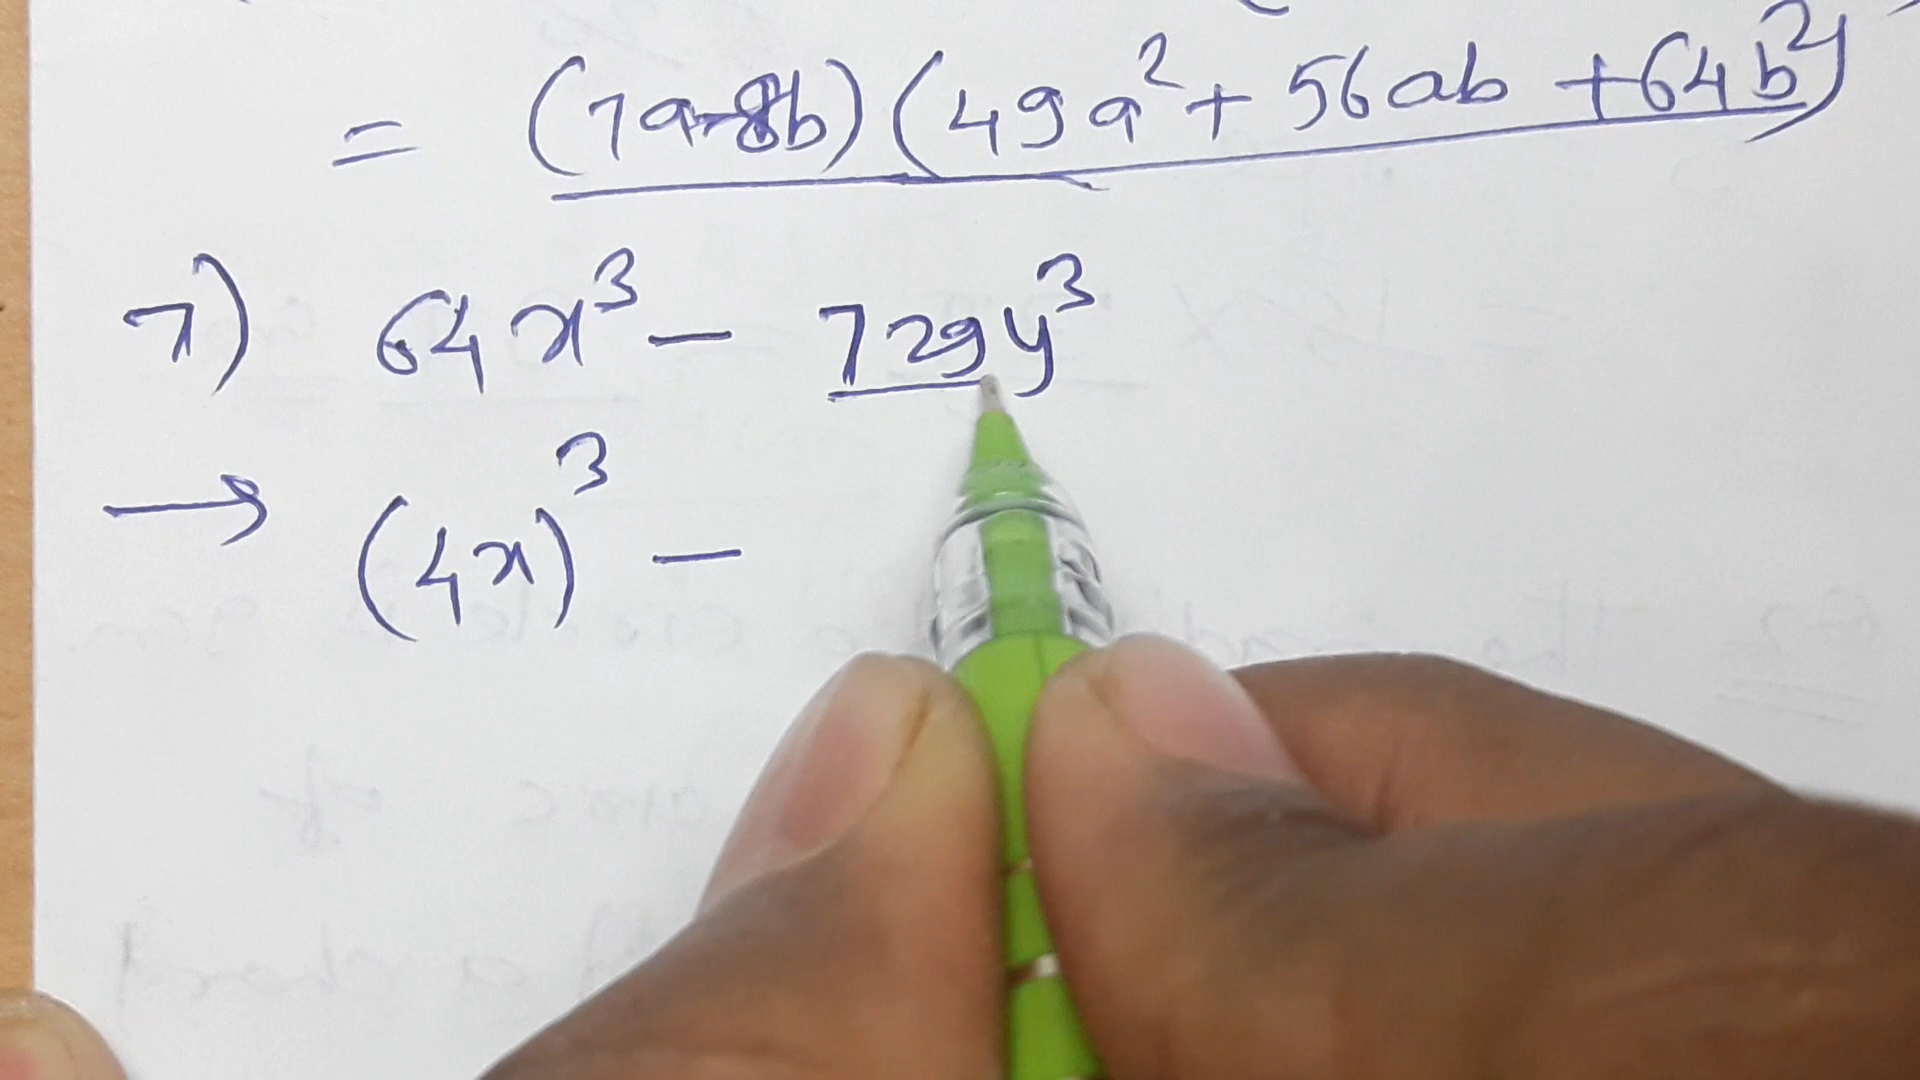 = (7a-8b)(49a² + 56ab + 64b²)
7) 64x³ - 729y³
→ (4x)³ -